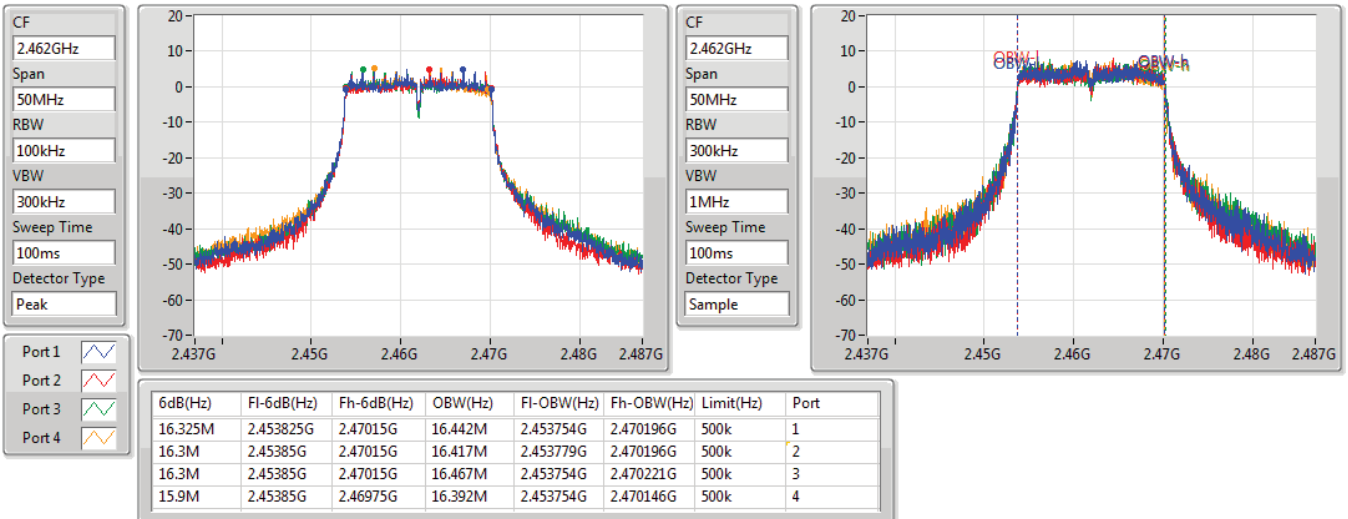 CF
2.462GHz
Span
50MHz
RBW
100kHz
VBW
300kHz
Sweep Time
100ms
Detector Type
Peak
20
10
0
-10
-20
-30
-40
-50
-60
-70
2.437G 2.45G 2.46G 2.47G 2.48G 2.487G
CF
2.462GHz
Span
50MHz
RBW
300kHz
VBW
1MHz
Sweep Time
100ms
Detector Type
Sample
20
10
0
-10
-20
-30
-40
-50
-60
-70
OBW-h
2.437G 2.45G 2.46G 2.47G 2.48G 2.487G
Port 1
Port 2
Port 3
Port 4
6dB(Hz) Fl-6dB(Hz) Fh-6dB(Hz) OBW(Hz) Fl-OBW(Hz) Fh-OBW(Hz) Limit(Hz) Port
16.325M 2.453825G 2.47015G 16.442M 2.453754G 2.470196G 500k 1
16.3M 2.45385G 2.47015G 16.417M 2.453779G 2.470196G 500k 2
16.3M 2.45385G 2.47015G 16.467M 2.453754G 2.470221G 500k 3
15.9M 2.45385G 2.46975G 16.392M 2.453754G 2.470146G 500k 4